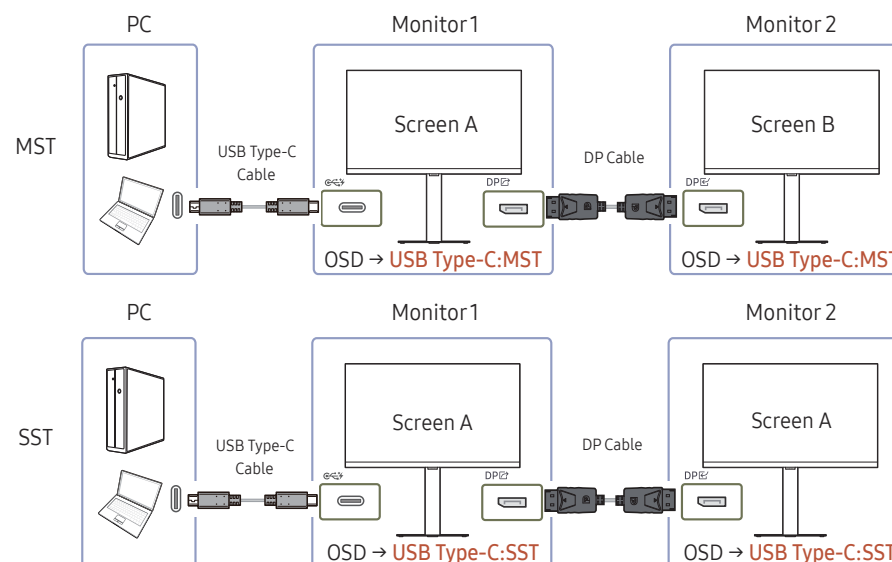 PC
Monitor 1
Monitor 2
MST
Screen A
Screen B
USB Type-C
Cable
DP Cable
DP
DP
OSD → USB Type-C:MST
OSD → USB Type-C:MST
PC
Monitor 1
Monitor 2
SST
Screen A
Screen A
USB Type-C
Cable
DP Cable
DP
DP
OSD → USB Type-C:SST
OSD → USB Type-C:SST